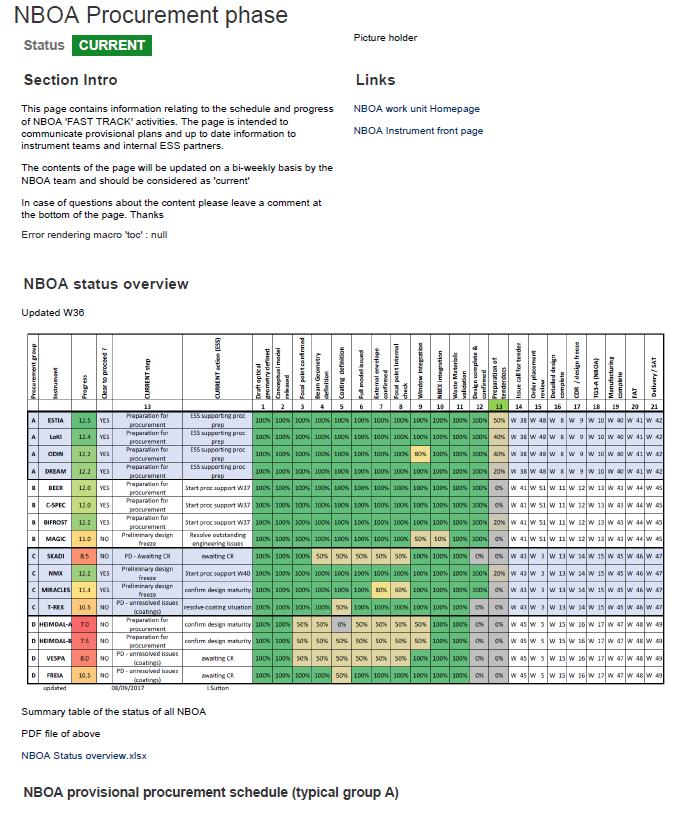 NBOA Procurement phase
Status CURRENT
Picture holder
Section Intro
This page contains information relating to the schedule and progress
of NBOA 'FAST TRACK' activities. The page is intended to
communicate provisional plans and up to date information to
instrument teams and internal ESS partners.
The contents of the page will be updated on a bi-weekly basis by the
NBOA team and should be considered as 'current'
In case of questions about the content please leave a comment at
the bottom of the page. Thanks
Error rendering macro 'toc' : null
Links
NBOA work unit Homepage
NBOA Instrument front page
NBOA status overview
Updated W36
Procurement group Instrument Progress Clear to proceed ? CURRENT step CURRENT action (ESS) Draft optical geometry defined Conceptual model released Focal point confirmed Beam Geometry definition Coating definition Full model issued External envelope confirmed Focal point internal check Window integration NBEX integration Waste Materials validation Design complete & confirmed Preparation of tenderdocs Issue call for tender Order placement review Detailed design complete CDR / design freeze TG3-A (NBOA) Manufacturing complete FAT Delivery / SAT
13 1 2 3 4 5 6 7 8 9 10 11 12 13 14 15 16 17 18 19 20 21
A ESTIA 12.5 YES Preparation for procurement ESS supporting proc prep 100% 100% 100% 100% 100% 100% 100% 100% 100% 100% 100% 100% 50% W 38 W 48 W 8 W 9 W 10 W 40 W 41 W 42
A LoKI 12.4 YES Preparation for procurement ESS supporting proc prep 100% 100% 100% 100% 100% 100% 100% 100% 100% 100% 100% 100% 40% W 38 W 48 W 8 W 9 W 10 W 40 W 41 W 42
A ODIN 12.2 YES Preparation for procurement ESS supporting proc prep 100% 100% 100% 100% 100% 100% 100% 100% 80% 100% 100% 100% 40% W 38 W 48 W 8 W 9 W 10 W 40 W 41 W 42
A DREAM 12.2 YES Preparation for procurement ESS supporting proc prep 100% 100% 100% 100% 100% 100% 100% 100% 100% 100% 100% 100% 20% W 38 W 48 W 8 W 9 W 10 W 40 W 41 W 42
B BEER 12.0 YES Preparation for procurement Start proc support W37 100% 100% 100% 100% 100% 100% 100% 100% 100% 100% 100% 100% 0% W 41 W 51 W 11 W 12 W 13 W 43 W 44 W 45
B C-SPEC 12.0 YES Preparation for procurement Start proc support W37 100% 100% 100% 100% 100% 100% 100% 100% 100% 100% 100% 100% 0% W 41 W 51 W 11 W 12 W 13 W 43 W 44 W 45
B BIFROST 12.2 YES Preparation for procurement Start proc support W37 100% 100% 100% 100% 100% 100% 100% 100% 100% 100% 100% 100% 20% W 41 W 51 W 11 W 12 W 13 W 43 W 44 W 45
B MAGIC 11.0 NO Preliminary design freeze Resolve outstanding engineering issues 100% 100% 100% 100% 100% 100% 100% 100% 50% 50% 100% 100% 0% W 41 W 51 W 11 W 12 W 13 W 43 W 44 W 45
C SKADI 8.5 NO PD - Awaiting CR awaiting CR 100% 100% 100% 50% 50% 50% 50% 50% 100% 100% 100% 0% 0% W 43 W 3 W 13 W 14 W 15 W 45 W 46 W 47
C NMX 12.2 YES Preliminary design freeze Start proc support W40 100% 100% 100% 100% 100% 100% 100% 100% 100% 100% 100% 100% 20% W 43 W 3 W 13 W 14 W 15 W 45 W 46 W 47
C MIRACLES 11.4 YES Preliminary design freeze confirm design maturity 100% 100% 100% 100% 100% 100% 80% 60% 100% 100% 100% 100% 0% W 43 W 3 W 13 W 14 W 15 W 45 W 46 W 47
C T-REX 10.5 NO PD - unresolved issues (coatings) resolve coating situation 100% 100% 100% 100% 50% 100% 100% 100% 100% 100% 100% 0% 0% W 43 W 3 W 13 W 14 W 15 W 45 W 46 W 47
D HEIMDAL-A 7.0 NO Preparation for procurement confirm design maturity 100% 100% 50% 50% 0% 50% 50% 50% 50% 100% 100% 0% 0% W 45 W 5 W 15 W 16 W 17 W 47 W 48 W 49
D HEIMDAL-B 7.5 NO Preparation for procurement confirm design maturity 100% 100% 50% 50% 50% 50% 50% 50% 50% 100% 100% 0% 0% W 45 W 5 W 15 W 16 W 17 W 47 W 48 W 49
D VESPA 8.0 NO PD - unresolved issues (coatings) awaiting CR 100% 100% 50% 50% 50% 50% 50% 50% 100% 100% 100% 0% 0% W 45 W 5 W 15 W 16 W 17 W 47 W 48 W 49
D FREIA 10.5 NO PD - unresolved issues (coatings) awaiting CR 100% 100% 100% 100% 50% 100% 100% 100% 100% 100% 100% 0% 0% W 45 W 5 W 15 W 16 W 17 W 47 W 48 W 49
updated 08/09/2017 I.Sutton
Summary table of the status of all NBOA
PDF file of above
NBOA Status overview.xlsx
NBOA provisional procurement schedule (typical group A)